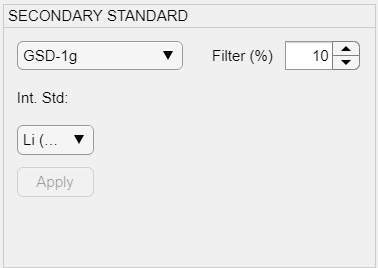 SECONDARY STANDARD
GSD-1g Filter (%) 10
Int. Std:
Li (...
Apply